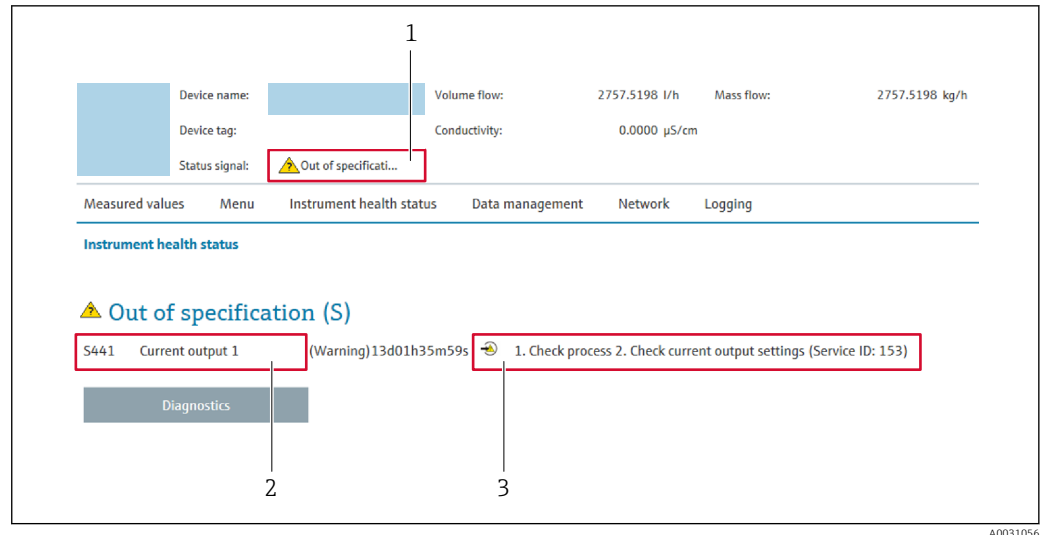 1
Device name: Volume flow: 2757.5198 l/h Mass flow: 2757.5198 kg/h
Device tag: Conductivity: 0.0000 µS/cm
Status signal: Out of specificati...
Measured values Menu Instrument health status Data management Network Logging
Instrument health status
Out of specification (S)
S441 Current output 1 (Warning)13d01h35m59s 1. Check process 2. Check current output settings (Service ID: 153)
Diagnostics
2 3
A0031056